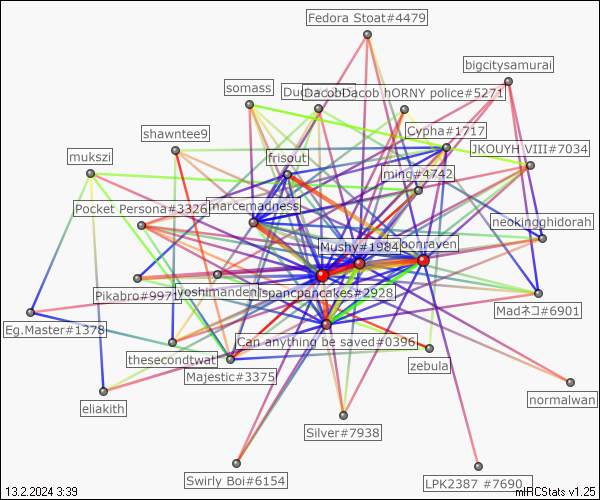 Fedora Stoat#4479
bigcitysamurai
somass
DacobDacob hORNY police#5271
shawntee9
Cypha#1717
JKOUYH VIII#7034
mukszi
frisout
ming#4742
Pocket Persona#3326
marcemadness
neokingghidorah
Mushy#1984
Pikabro#9971
yoshimanden
spancpancakes#2928
Madネコ#6901
Eg.Master#1378
Can anything be saved#0396
thesecondtwat
zebula
Majestic#3375
normalwan
eliakith
Silver#7938
Swirly Boi#6154
LPK2387 #7690
13.2.2024 3:39
mIRCStats v1.25